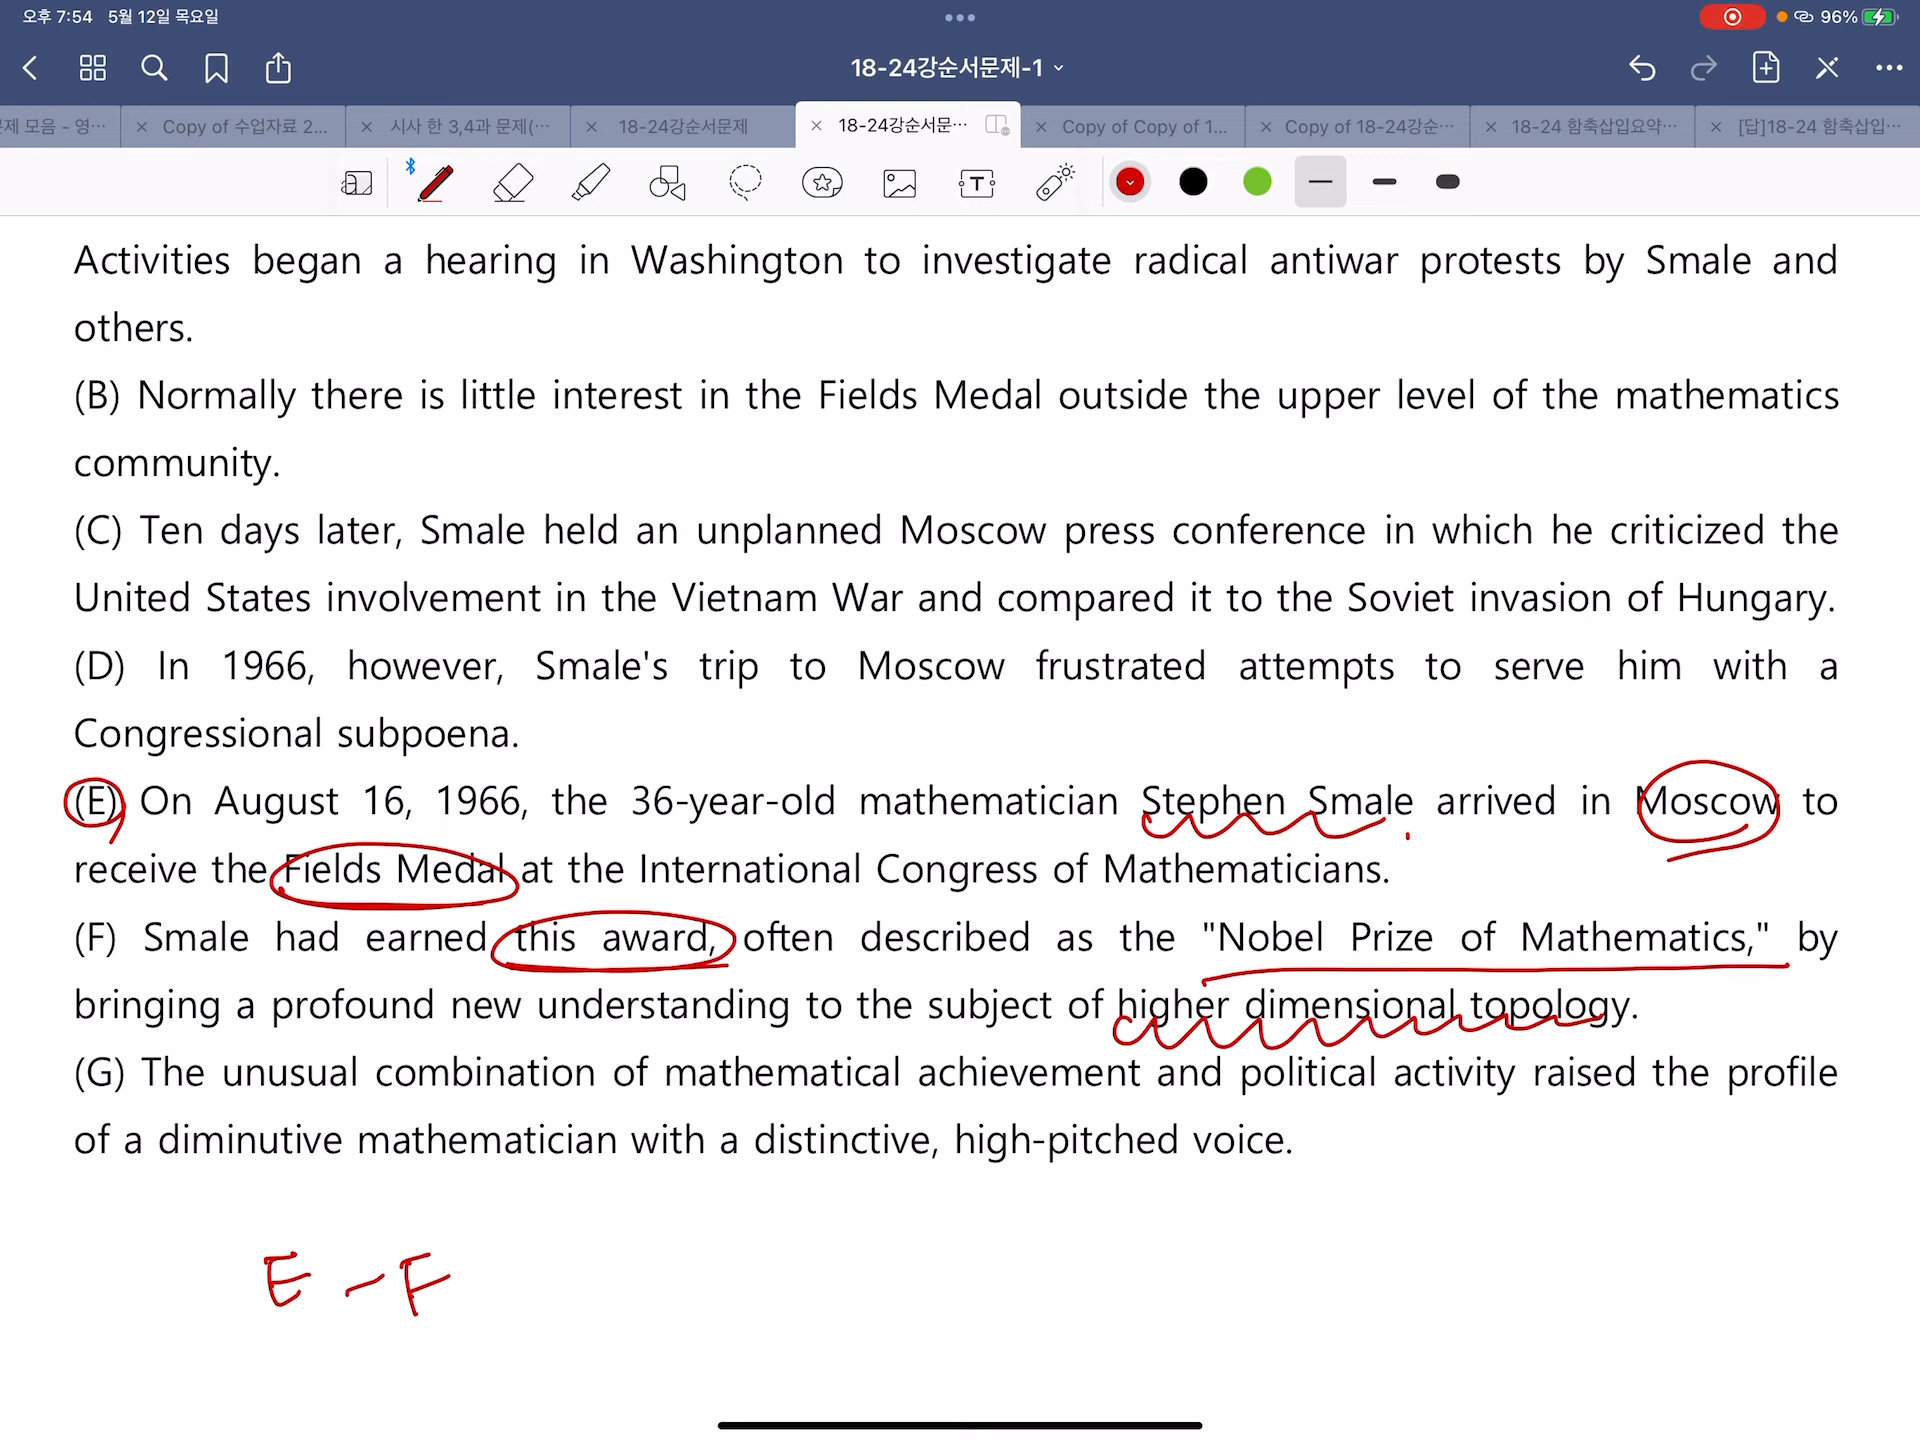 오후 7:54 5월 12일 목요일
96%
18-24강순서문제-1
제 모음 - 영…
Copy of 수업자료 2...
시사 한 3,4과 문제(…
18-24강순서문제
18-24강순서문…
Copy of Copy of 1...
Copy of 18-24강순…
18-24 함축삽입요약…
[답]18-24 함축삽입…
Activities began a hearing in Washington to investigate radical antiwar protests by Smale and
others.
(B) Normally there is little interest in the Fields Medal outside the upper level of the mathematics
community.
(C) Ten days later, Smale held an unplanned Moscow press conference in which he criticized the
United States involvement in the Vietnam War and compared it to the Soviet invasion of Hungary.
(D) In 1966, however, Smale's trip to Moscow frustrated attempts to serve him with a
Congressional subpoena.
(E) On August 16, 1966, the 36-year-old mathematician Stephen Smale arrived in Moscow to
receive the Fields Medal at the International Congress of Mathematicians.
(F) Smale had earned this award, often described as the "Nobel Prize of Mathematics," by
bringing a profound new understanding to the subject of higher dimensional topology.
(G) The unusual combination of mathematical achievement and political activity raised the profile
of a diminutive mathematician with a distinctive, high-pitched voice.
E - F